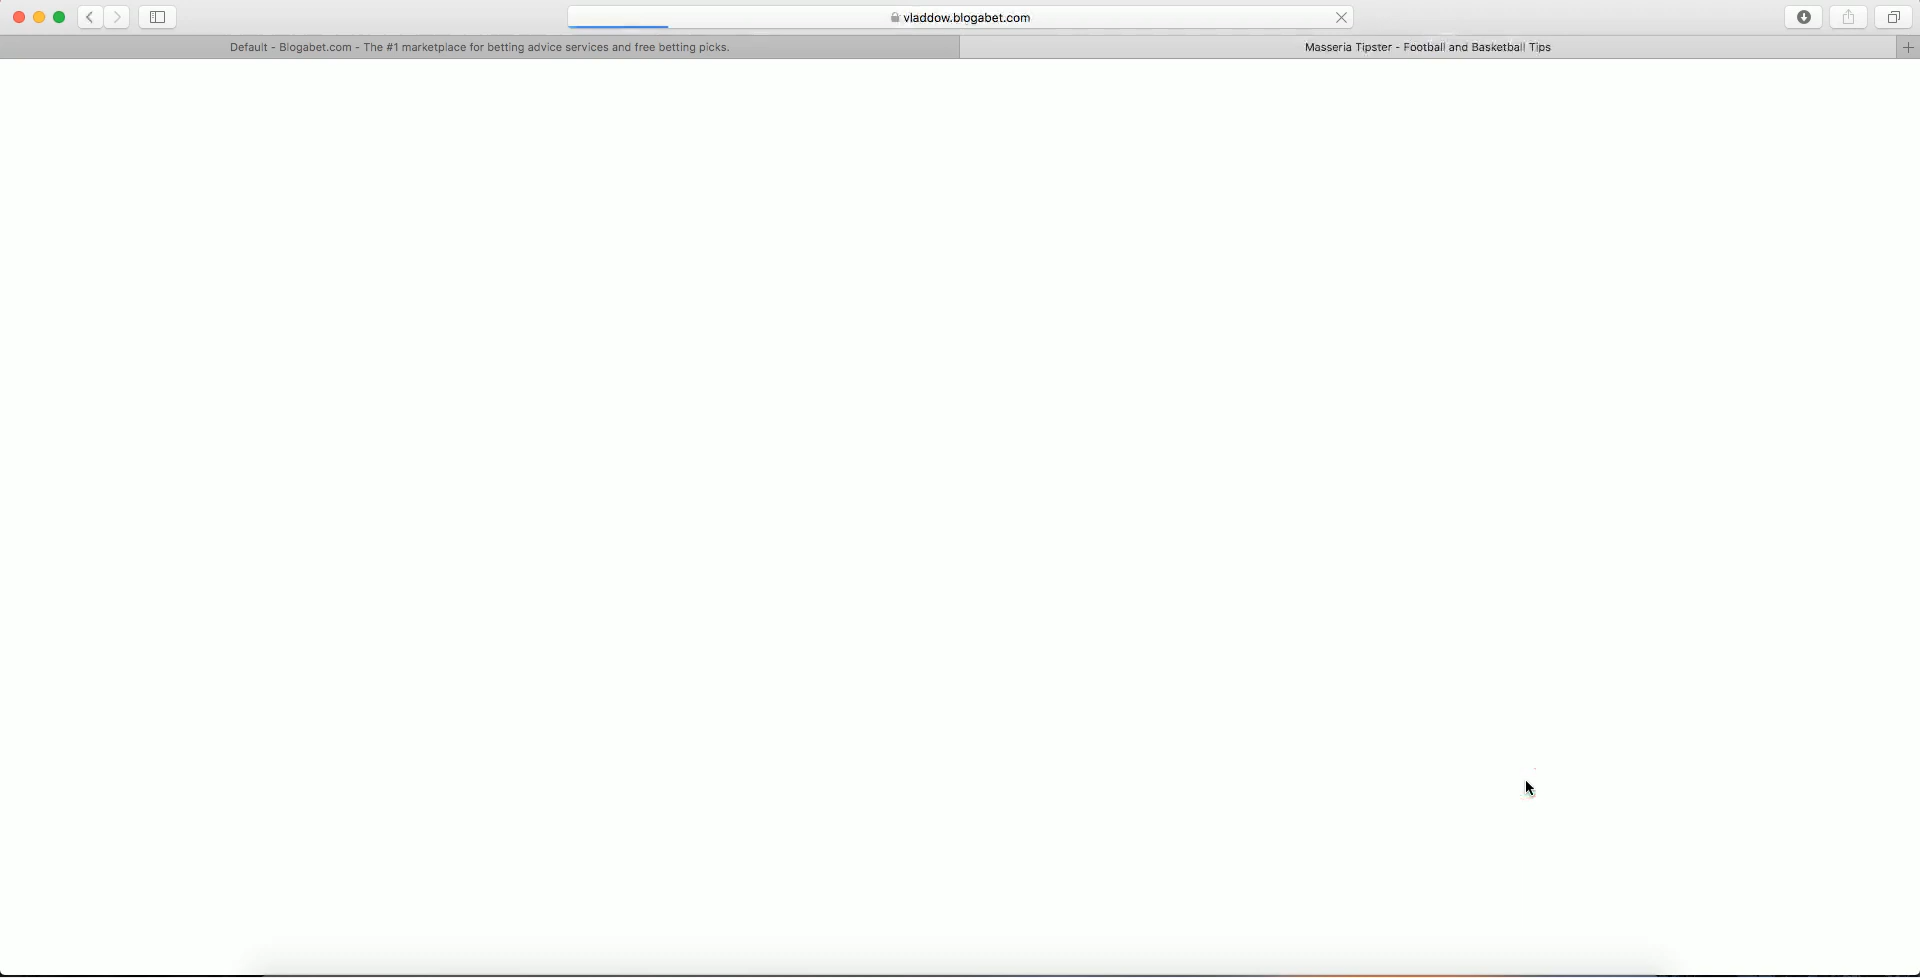 vladdow.blogabet.com
Default - Blogabet.com - The #1 marketplace for betting advice services and free betting picks.
Masseria Tipster - Football and Basketball Tips